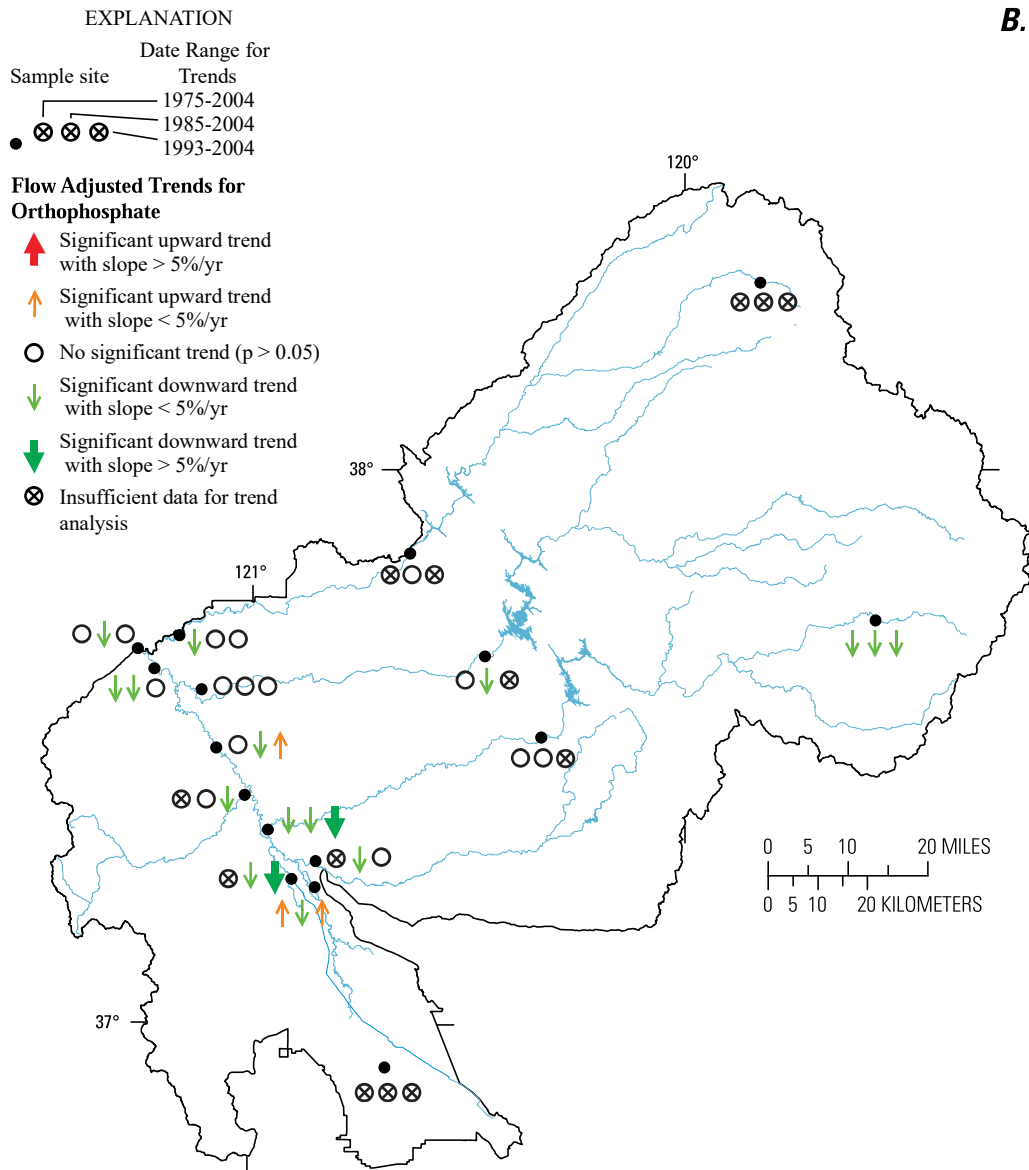 EXPLANATION
B.
Date Range for
Sample site Trends
1975-2004
1985-2004
1993-2004
Flow Adjusted Trends for
Orthophosphate
Significant upward trend
with slope > 5%/yr
Significant upward trend
with slope < 5%/yr
No significant trend (p > 0.05)
Significant downward trend
with slope < 5%/yr
Significant downward trend
with slope > 5%/yr
Insufficient data for trend
analysis
120°
38°
121°
37°
0 5 10 20 MILES
0 5 10 20 KILOMETERS